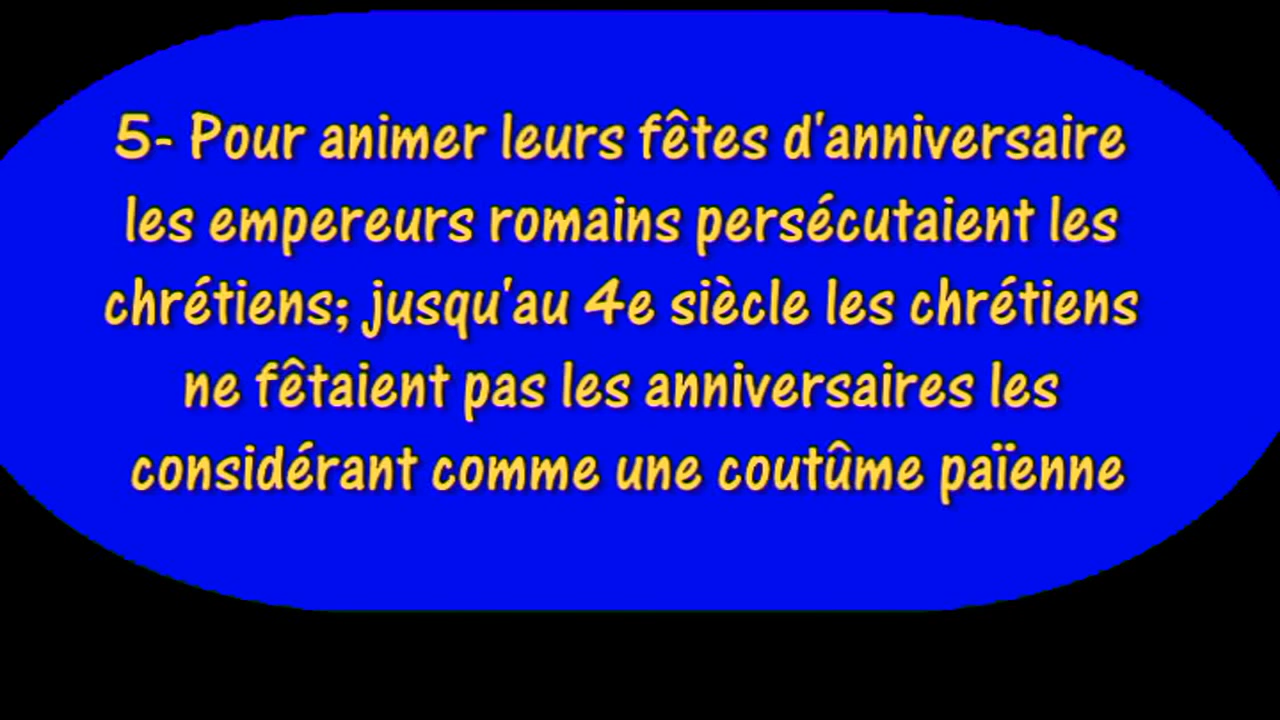 5- Pour animer leurs fêtes d'anniversaire
les empereurs romains persécutaient les
chrétiens; jusqu'au 4e siècle les chrétiens
ne fêtaient pas les anniversaires les
considérant comme une coutûme païenne